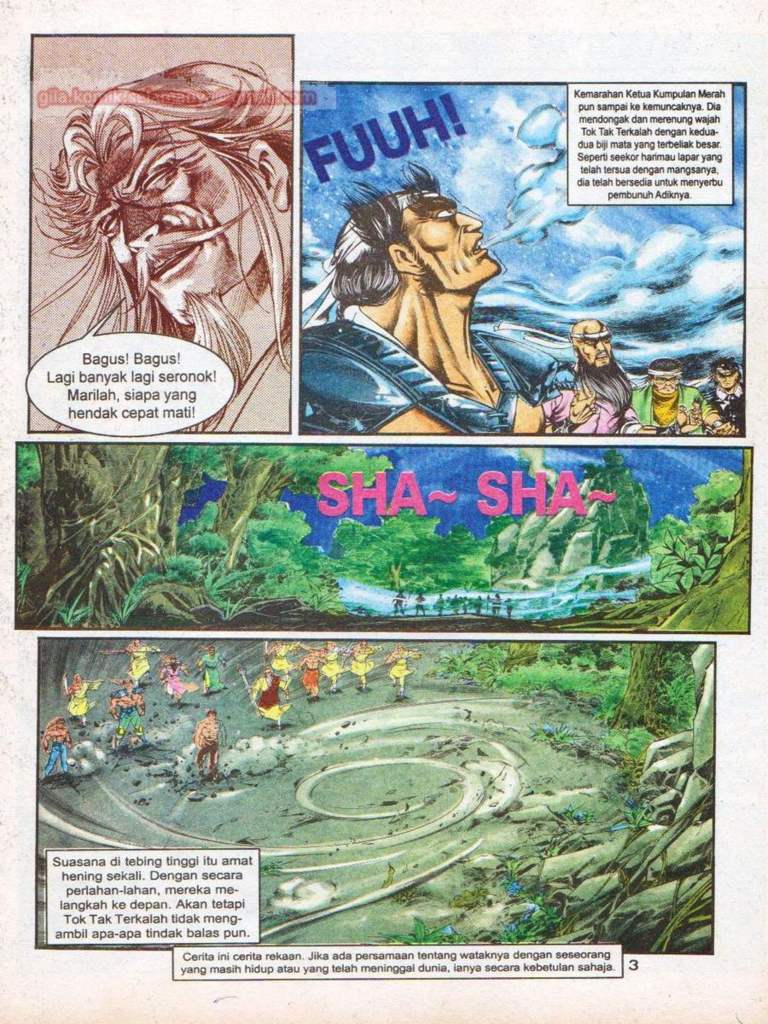 Bagus! Bagus!
Lagi banyak lagi seronok!
Marilah, siapa yang
hendak cepat mati!
FUUH!
Kemarahan Ketua Kumpulan Merah
pun sampai ke kemuncaknya. Dia
mendongak dan merenung wajah
Tok Tak Terkalah dengan kedua-
dua biji mata yang terbeliak besar.
Seperti seekor harimau lapar yang
telah tersua dengan mangsanya,
dia telah bersedia untuk menyerbu
pembunuh Adiknya.
SHA~ SHA~
Suasana di tebing tinggi itu amat
hening sekali. Dengan secara
perlahan-lahan, mereka me-
langkah ke depan. Akan tetapi
Tok Tak Terkalah tidak meng-
ambil apa-apa tindak balas pun.
Cerita ini cerita rekaan. Jika ada persamaan tentang wataknya dengan seseorang
yang masih hidup atau yang telah meninggal dunia, ianya secara kebetulan sahaja.
3